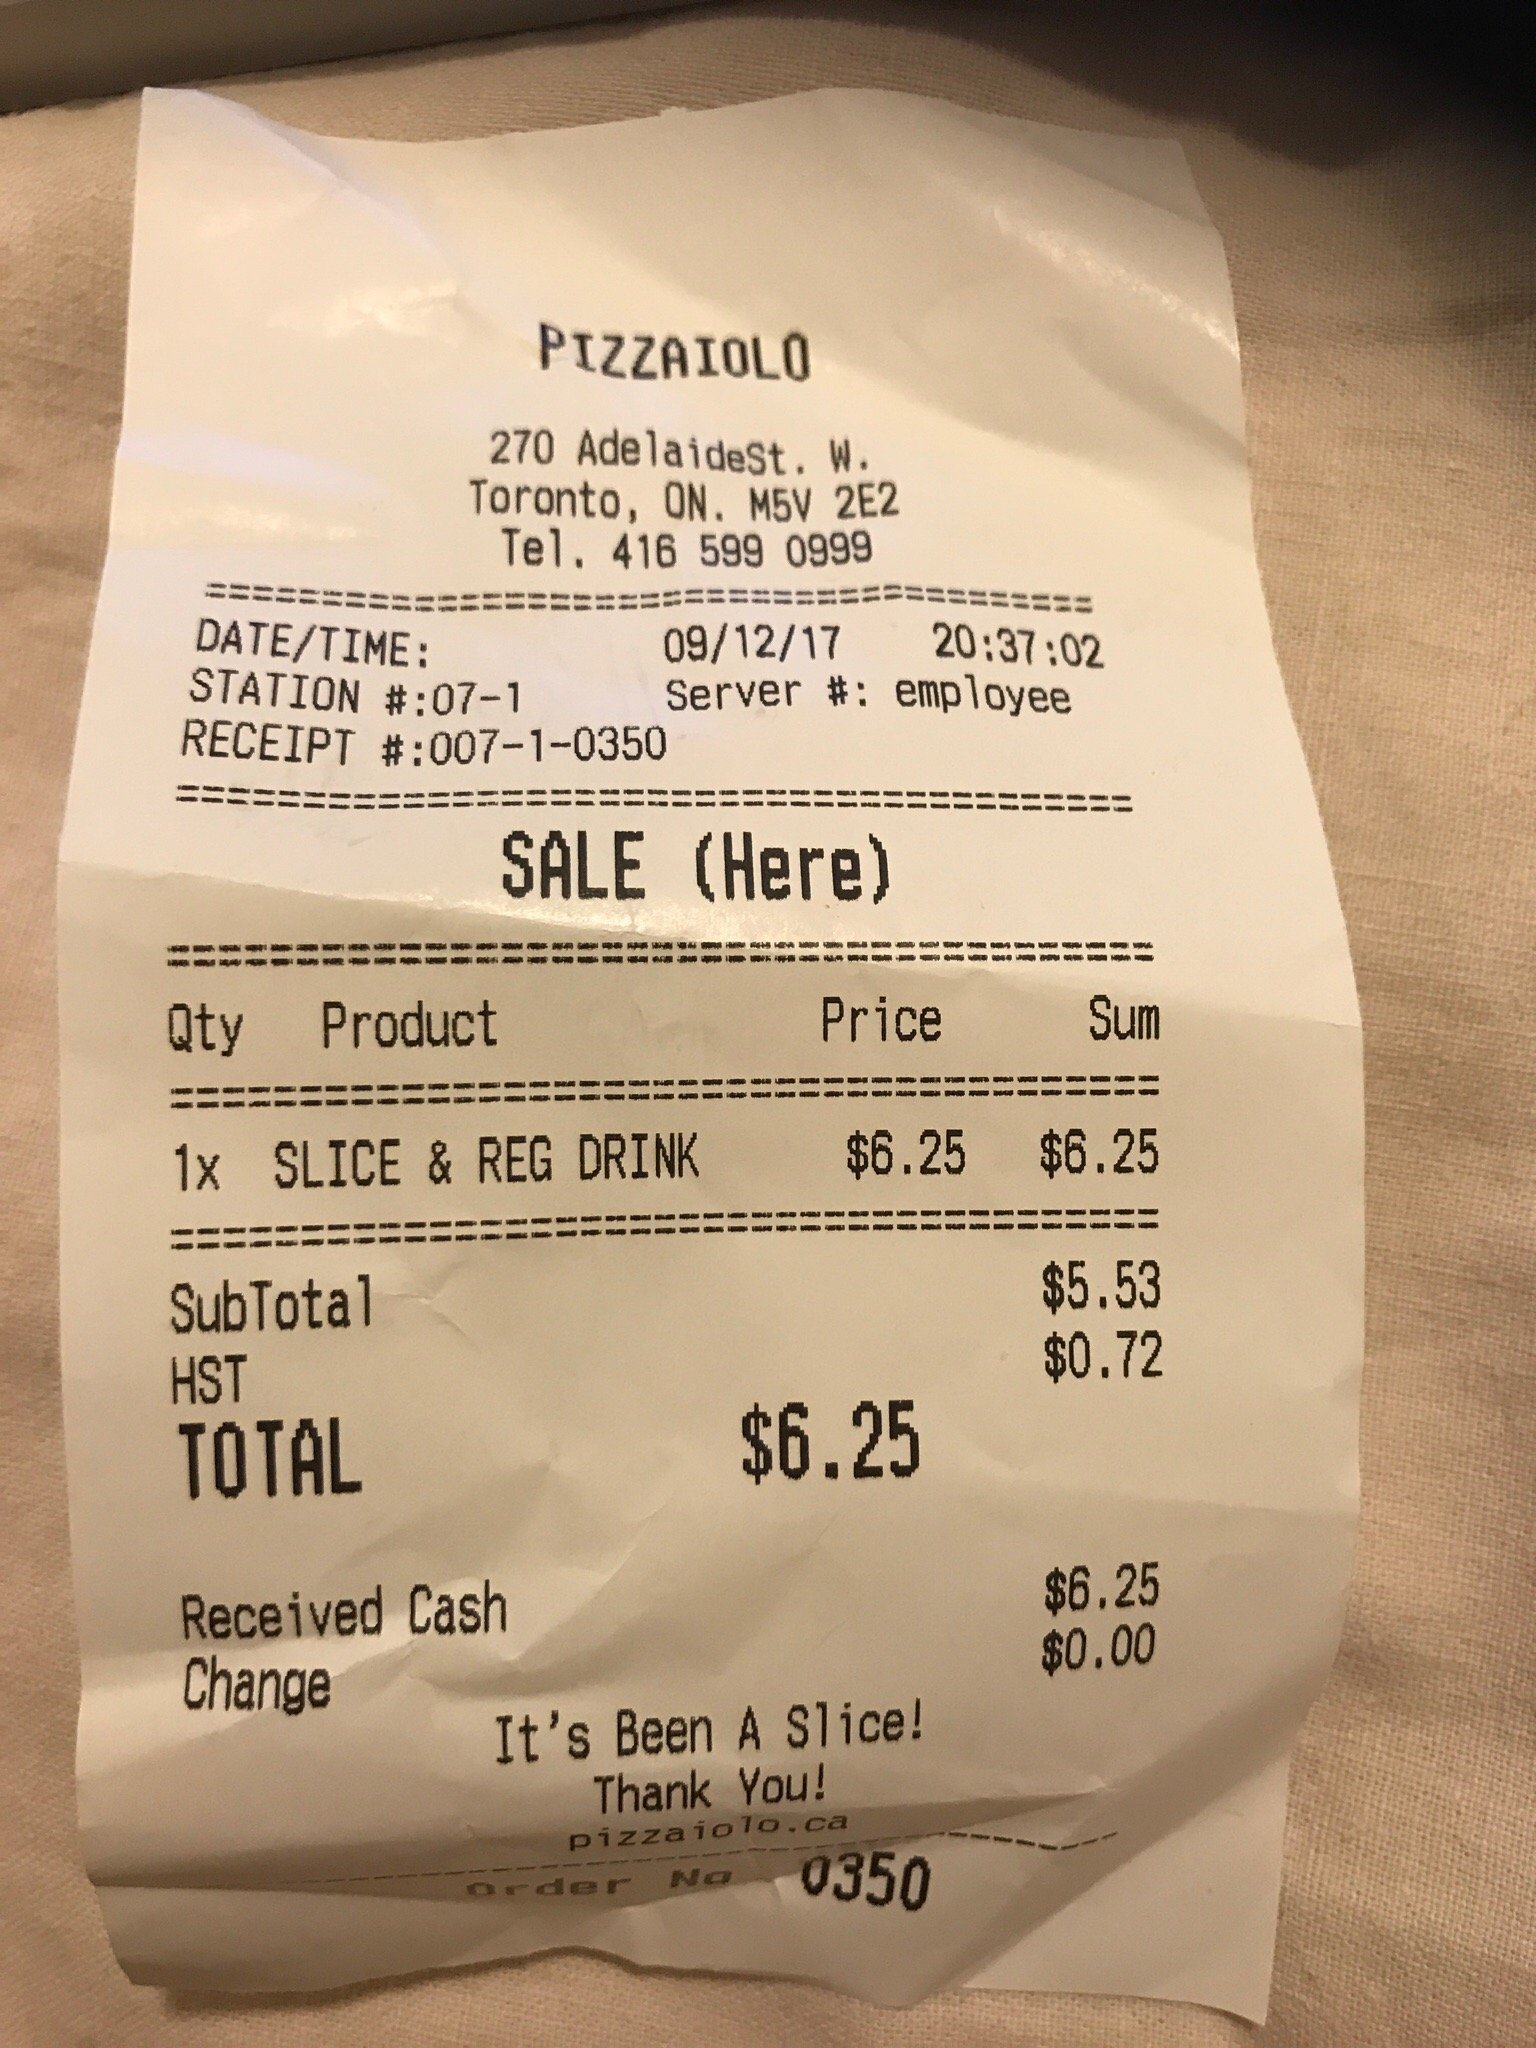 PIZZAIOLO
270 AdelaideSt. W.
Toronto, ON. M5V 2E2
Tel. 416 599 0999
======================================
DATE/TIME: 09/12/17 20:37:02
STATION #:07-1 Server #: employee
RECEIPT #:007-1-0350
======================================
SALE (Here)
======================================
Qty Product Price Sum
======================================
1x SLICE & REG DRINK $6.25 $6.25
======================================
SubTotal $5.53
HST $0.72
TOTAL $6.25
Received Cash $6.25
Change $0.00
It's Been A Slice!
Thank You!
pizzaiolo.ca
Order No 0350